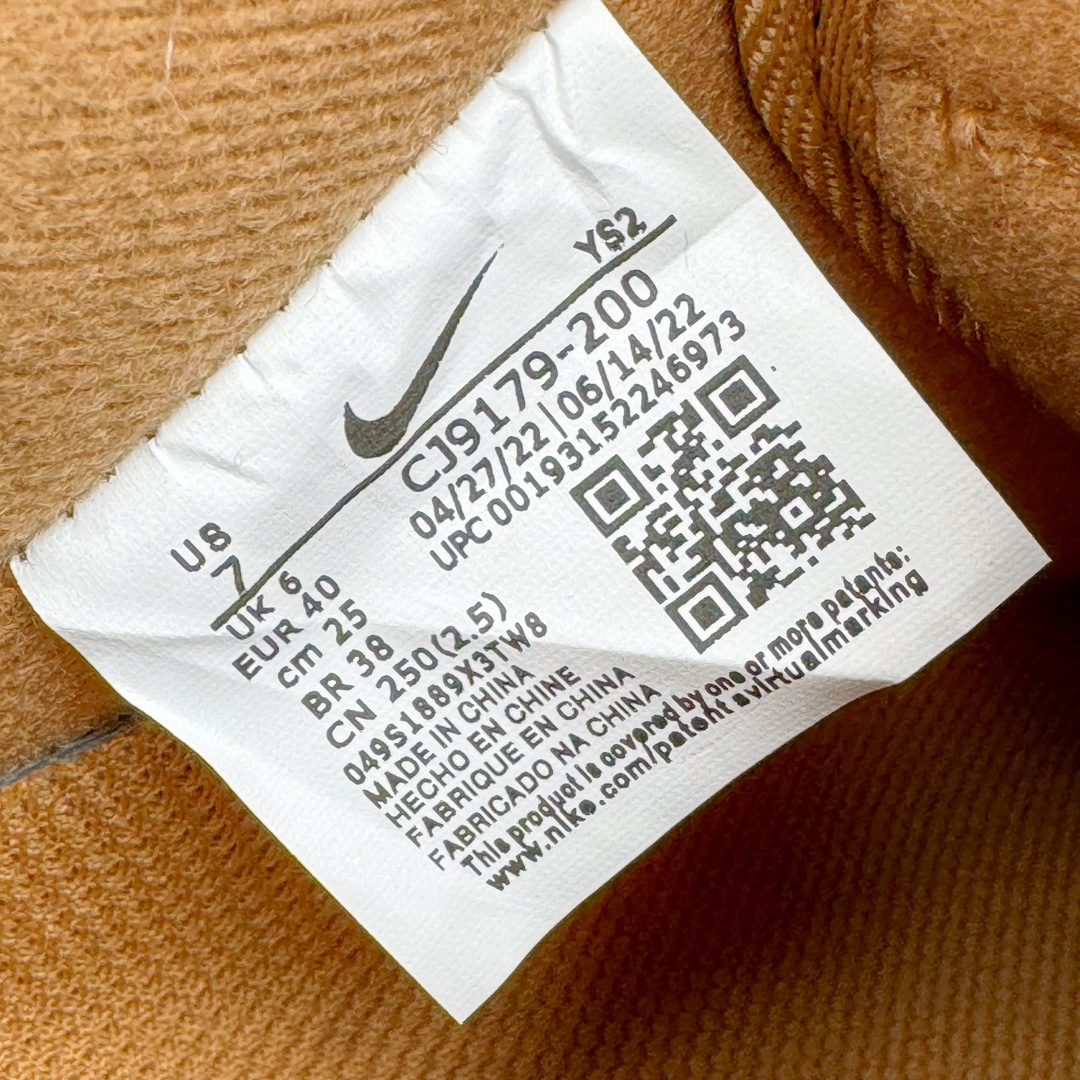 YS2
CJ9179-200
04/27/22 | 06/14/22
UPC 00193152246973
US
7
UK 6
EUR 40
cm 25
BR 38
CN 250(2.5)
049S1889X3TW8
MADE IN CHINA
HECHO EN CHINE
FABRIQUE EN CHINA
FABRICADO NA CHINA
This product is covered by one or more patents:
www.nike.com/patent svirtualmarking